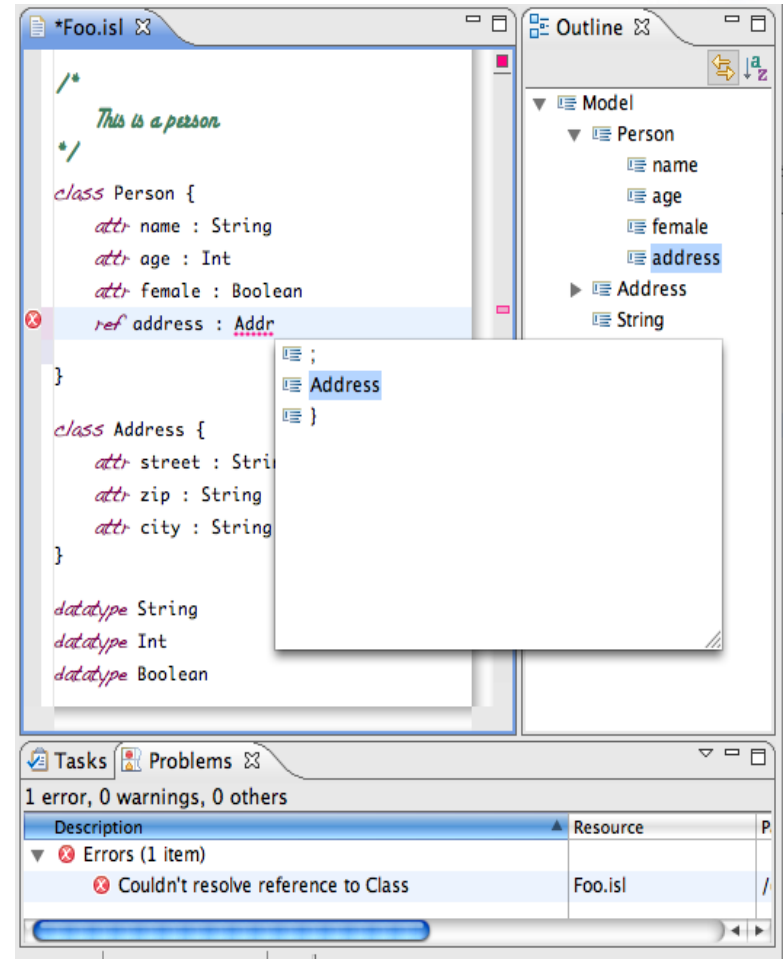 *Foo.isl
/*
This is a person
*/
class Person {
attr name : String
attr age : Int
attr female : Boolean
ref address : Addr
}
class Address {
attr street : Stri
attr zip : String
attr city : String
}
datatype String
datatype Int
datatype Boolean
;
Address
}
Outline
a
z
Model
Person
name
age
female
address
Address
String
Tasks
Problems
1 error, 0 warnings, 0 others
Description Resource
Errors (1 item)
Couldn't resolve reference to Class Foo.isl /